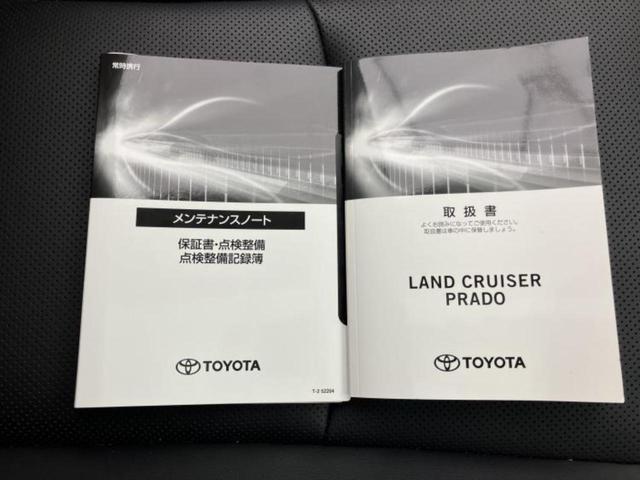 常時携行
メンテナンスノート
保証書・点検整備
点検整備記録簿
TOYOTA
T-2 52204
取扱書
よくお読みになってご使用ください。
取扱書は車の中に保管しましょう。
LAND CRUISER
PRADO
TOYOTA